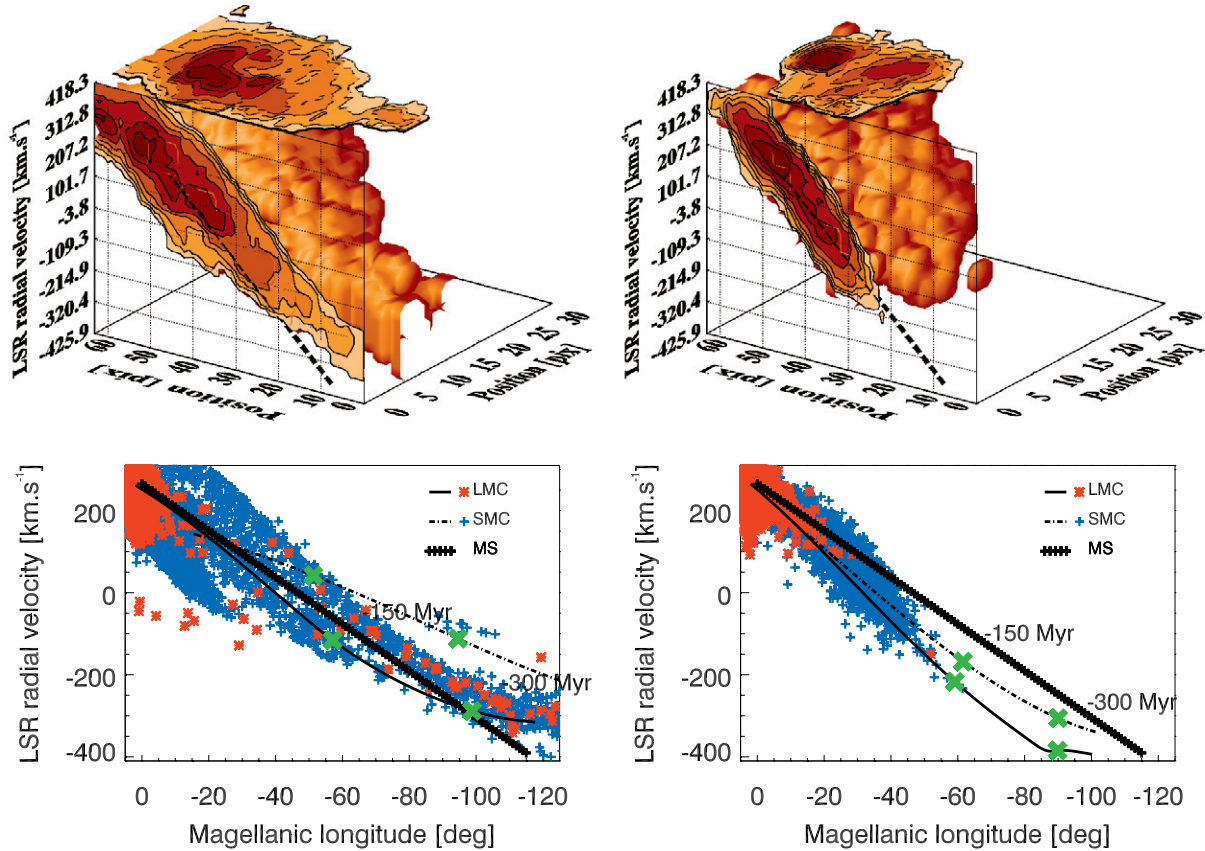 LSR radial velocity [km.s⁻¹]
418.3
312.8
207.2
101.7
-3.8
-109.3
-214.9
-320.4
-425.9
60
50
40
30
20
10
0
Position [pix]
0
5
10
15
20
25
30
Position [pix]
LSR radial velocity [km.s⁻¹]
418.3
312.8
207.2
101.7
-3.8
-109.3
-214.9
-320.4
-425.9
60
50
40
30
20
10
0
Position [pix]
0
5
10
15
20
25
30
Position [pix]
LSR radial velocity [km.s⁻¹]
200
0
-200
-400
LMC
SMC
MS
-150 Myr
-300 Myr
0 -20 -40 -60 -80 -100 -120
Magellanic longitude [deg]
LSR radial velocity [km.s⁻¹]
200
0
-200
-400
LMC
SMC
MS
-150 Myr
-300 Myr
0 -20 -40 -60 -80 -100 -120
Magellanic longitude [deg]